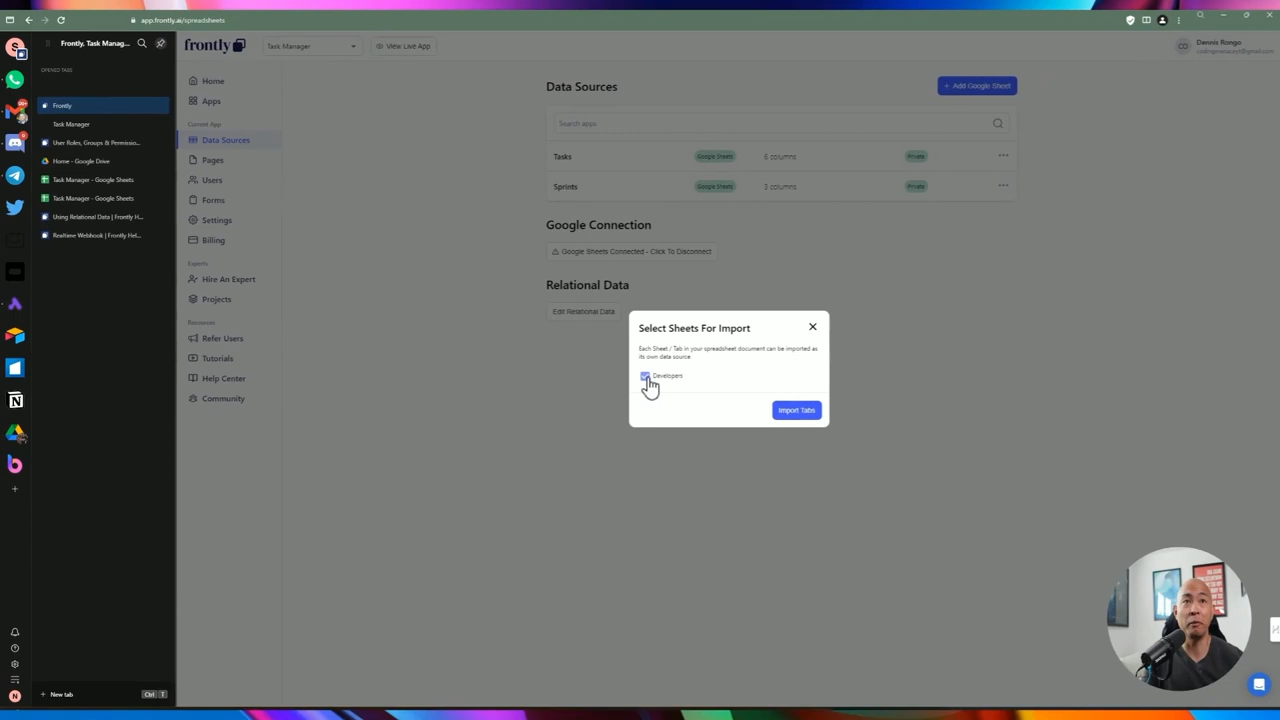 app.frontly.ai/spreadsheets
Frontly, Task Manag...
OPENED TABS
Frontly
Task Manager
User Roles, Groups & Permissio...
Home - Google Drive
Task Manager - Google Sheets
Task Manager - Google Sheets
Using Relational Data | Frontly H...
Realtime Webhook | Frontly Hel...
New tab
Ctrl
T
frontly
Task Manager
View Live App
CO
Dennis Rongo
Home
Apps
Current App
Data Sources
Pages
Users
Forms
Settings
Billing
Experts
Hire An Expert
Projects
Resources
Refer Users
Tutorials
Help Center
Community
Data Sources
+ Add Google Sheet
Search apps
Tasks
Google Sheets
6 columns
Private
Sprints
Google Sheets
3 columns
Private
Google Connection
Google Sheets Connected - Click To Disconnect
Relational Data
Edit Relational Data
Select Sheets For Import
Each Sheet / Tab in your spreadsheet document can be imported as
its own data source
Developers
Import Tabs